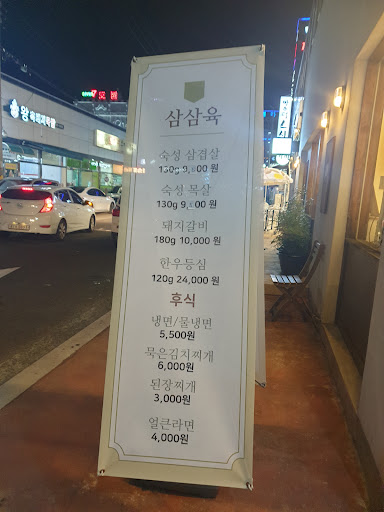 삼삼육
숙성 삼겹살
130g 9,000 원
숙성 목살
130g 9,000 원
돼지갈비
180g 10,000 원
한우등심
120g 24,000 원
후식
냉면/물냉면
5,500원
묵은김치찌개
6,000원
된장찌개
3,000원
얼큰라면
4,000원